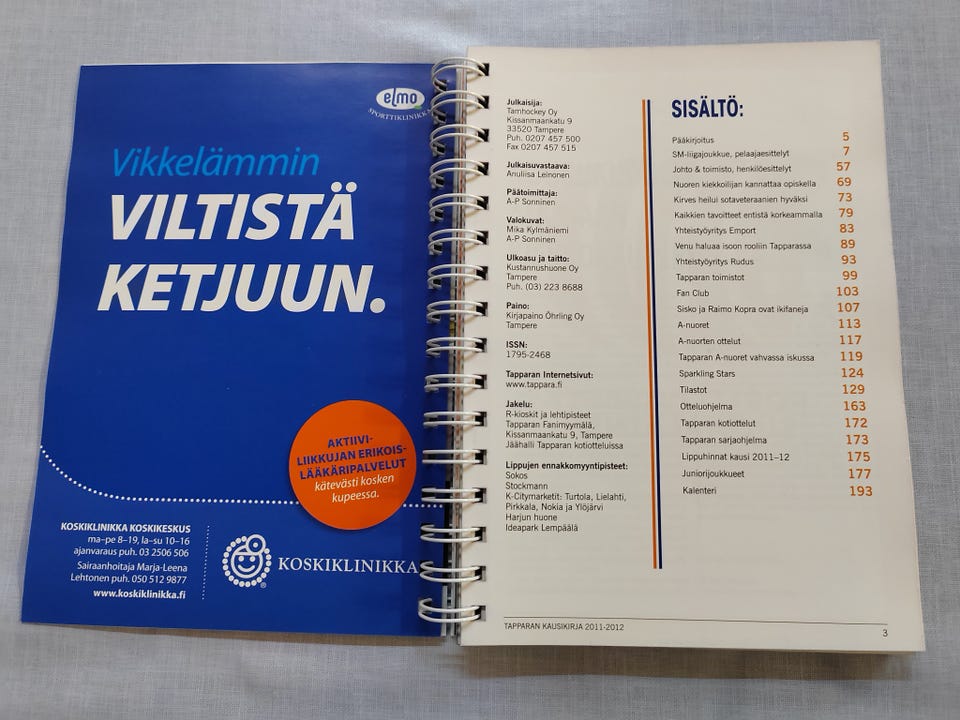 elmo
SPORTTIKLINIKKA
Vikkelämmin
VILTISTÄ
KETJUUN.
AKTIIVI-
LIIKKUJAN ERIKOIS-
LÄÄKÄRIPALVELUT
kätevästi kosken
kupeessa.
KOSKIKLINIKKA KOSKIKESKUS
ma–pe 8–19, la–su 10–16
ajanvaraus puh. 03 2506 506
Sairaanhoitaja Marja-Leena
Lehtonen puh. 050 512 9877
www.koskiklinikka.fi
KOSKIKLINIKKA
®
Julkaisija:
Tamhockey Oy
Kissanmaankatu 9
33520 Tampere
Puh. 0207 457 500
Fax 0207 457 515
Julkaisuvastaava:
Anuliisa Leinonen
Päätoimittaja:
A-P Sonninen
Valokuvat:
Mika Kylmäniemi
A-P Sonninen
Ulkoasu ja taitto:
Kustannushuone Oy
Tampere
Puh. (03) 223 8688
Paino:
Kirjapaino Öhrling Oy
Tampere
ISSN:
1795-2468
Tapparan Internetsivut:
www.tappara.fi
Jakelu:
R-kioskit ja lehtipisteet
Tapparan Fanimyymälä,
Kissanmaankatu 9, Tampere
Jäähalli Tapparan kotiotteluissa
Lippujen ennakkomyyntipisteet:
Sokos
Stockmann
K-Citymarketit: Turtola, Lielahti,
Pirkkala, Nokia ja Ylöjärvi
Harjun huone
Ideapark Lempäälä
SISÄLTÖ:
Pääkirjoitus 5
SM-liigajoukkue, pelaajaesittelyt 7
Johto & toimisto, henkilöesittelyt 57
Nuoren kiekkoilijan kannattaa opiskella 69
Kirves heilui sotaveteraanien hyväksi 73
Kaikkien tavoitteet entistä korkeammalla 79
Yhteistyöyritys Emport 83
Venu haluaa isoon rooliin Tapparassa 89
Yhteistyöyritys Rudus 93
Tapparan toimistot 99
Fan Club 103
Sisko ja Raimo Kopra ovat ikifaneja 107
A-nuoret 113
A-nuorten ottelut 117
Tapparan A-nuoret vahvassa iskussa 119
Sparkling Stars 124
Tilastot 129
Otteluohjelma 163
Tapparan kotiottelut 172
Tapparan sarjaohjelma 173
Lippuhinnat kausi 2011–12 175
Juniorijoukkueet 177
Kalenteri 193
TAPPARAN KAUSIKIRJA 2011-2012
3